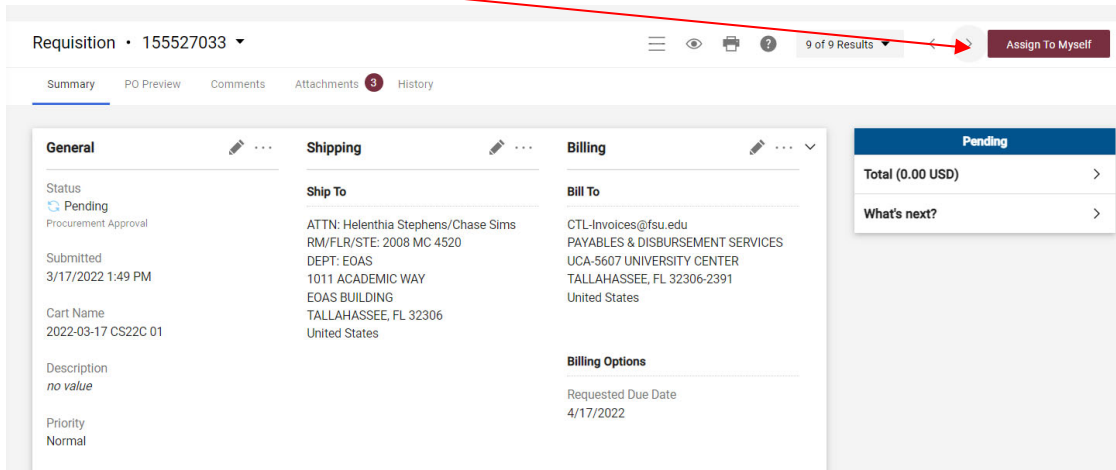 Requisition • 155527033
9 of 9 Results
Assign To Myself
Summary PO Preview Comments Attachments 3 History
General
Status
Pending
Procurement Approval
Submitted
3/17/2022 1:49 PM
Cart Name
2022-03-17 CS22C 01
Description
no value
Priority
Normal
Shipping
Ship To
ATTN: Helenthia Stephens/Chase Sims
RM/FLR/STE: 2008 MC 4520
DEPT: EOAS
1011 ACADEMIC WAY
EOAS BUILDING
TALLAHASSEE, FL 32306
United States
Billing
Bill To
CTL-Invoices@fsu.edu
PAYABLES & DISBURSEMENT SERVICES
UCA-5607 UNIVERSITY CENTER
TALLAHASSEE, FL 32306-2391
United States
Billing Options
Requested Due Date
4/17/2022
Pending
Total (0.00 USD)
What's next?